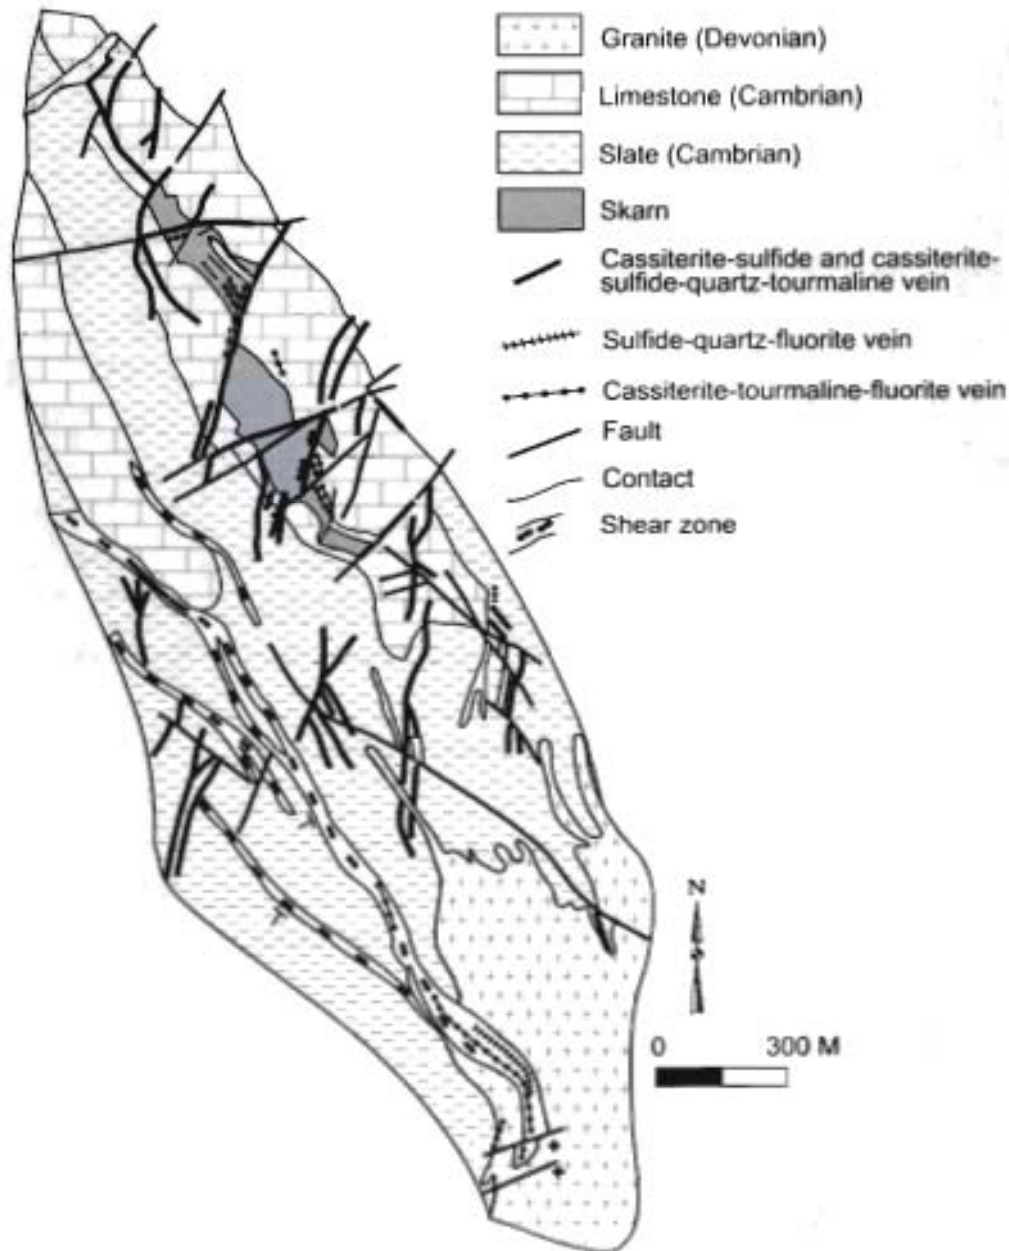 Granite (Devonian)
Limestone (Cambrian)
Slate (Cambrian)
Skarn
Cassiterite-sulfide and cassiterite-
sulfide-quartz-tourmaline vein
Sulfide-quartz-fluorite vein
Cassiterite-tourmaline-fluorite vein
Fault
Contact
Shear zone
N
0 300 M